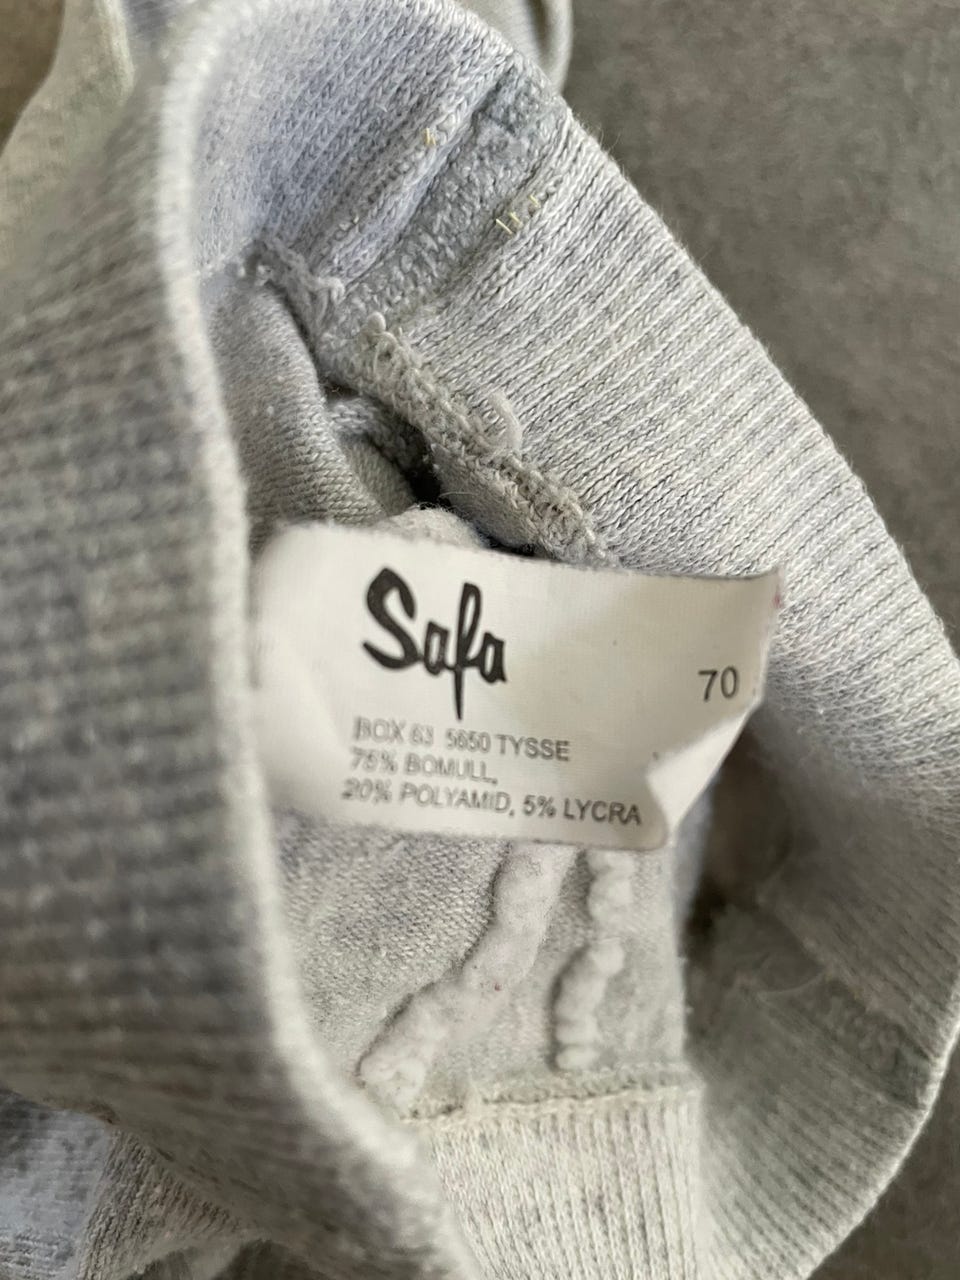 Safa
70
BOX 63 5650 TYSSE
75% BOMULL,
20% POLYAMID, 5% LYCRA